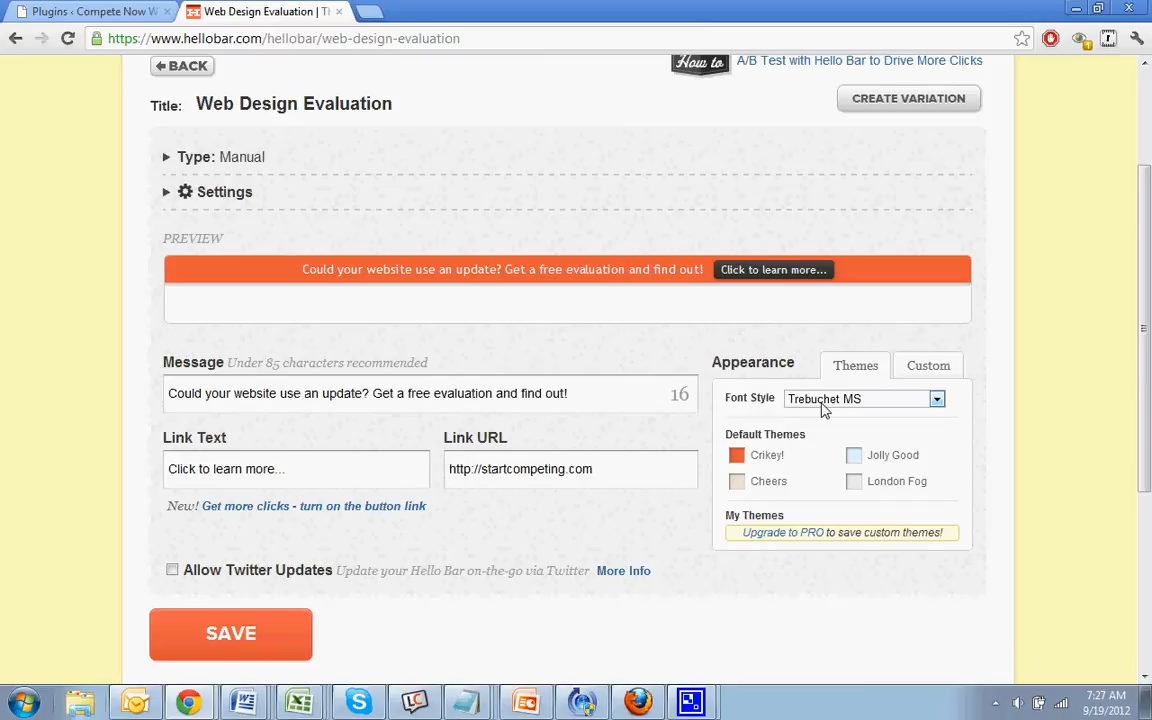 Plugins ‹ Compete Now W
Web Design Evaluation | Th
https://www.hellobar.com/hellobar/web-design-evaluation
BACK
How to
A/B Test with Hello Bar to Drive More Clicks
Title: Web Design Evaluation
CREATE VARIATION
Type: Manual
Settings
PREVIEW
Could your website use an update? Get a free evaluation and find out! Click to learn more...
Message Under 85 characters recommended
Could your website use an update? Get a free evaluation and find out! 16
Link Text
Link URL
Click to learn more...
http://startcompeting.com
New! Get more clicks - turn on the button link
Appearance
Themes
Custom
Font Style Trebuchet MS
Default Themes
Crikey!
Jolly Good
Cheers
London Fog
My Themes
Upgrade to PRO to save custom themes!
Allow Twitter Updates Update your Hello Bar on-the-go via Twitter More Info
SAVE
7:27 AM
9/19/2012